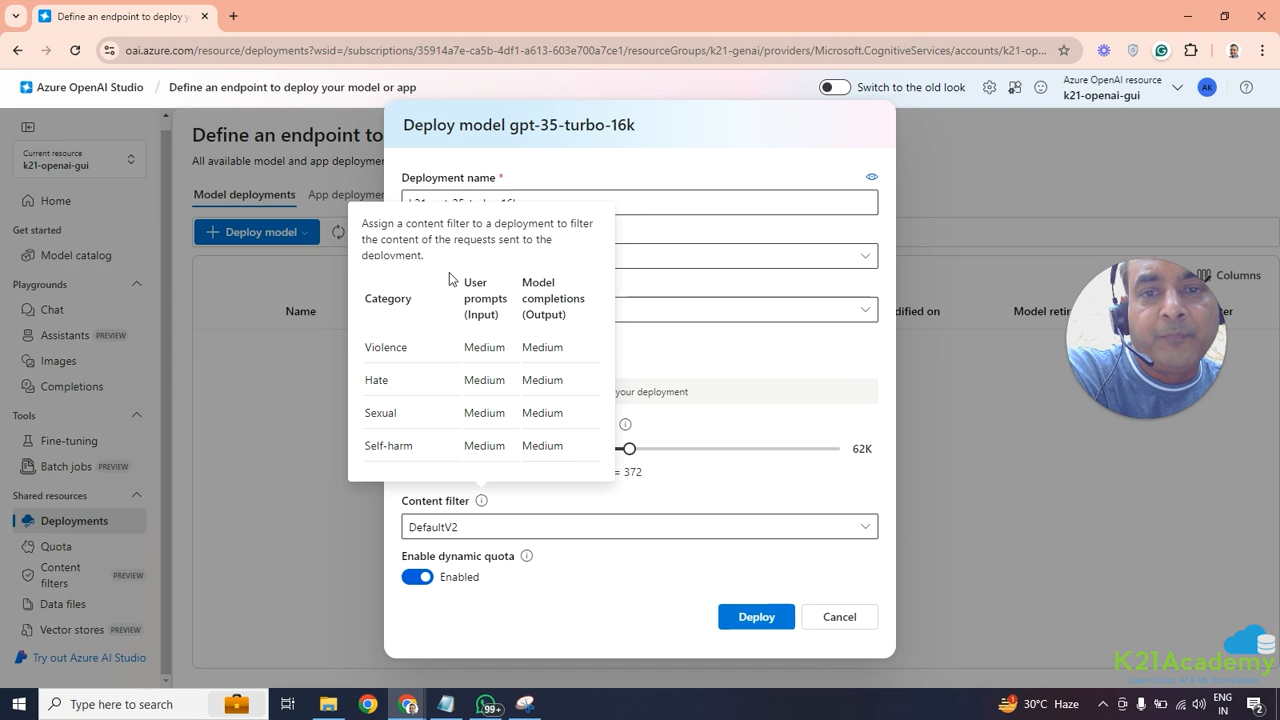 Define an endpoint to deploy yo
oai.azure.com/resource/deployments?wsid=/subscriptions/35914a7e-ca5b-4df1-a613-603e700a7ce1/resourceGroups/k21-genai/providers/Microsoft.CognitiveServices/accounts/k21-op...
Azure OpenAI Studio / Define an endpoint to deploy your model or app
Switch to the old look
Azure OpenAI resource
k21-openai-gui
AK
Current resource
k21-openai-gui
Home
Get started
Model catalog
Playgrounds
Chat
Assistants PREVIEW
Images
Completions
Tools
Fine-tuning
Batch jobs PREVIEW
Shared resources
Deployments
Quota
Content filters PREVIEW
Data files
Vector stores PREVIEW
Try out Azure AI Studio
Define an endpoint to
All available model and app deployme
Model deployments App deployme
Deploy model
Columns
Name
dified on
Model retir
ter
Deploy model gpt-35-turbo-16k
Deployment name *
Assign a content filter to a deployment to filter
the content of the requests sent to the
deployment.
Category User prompts (Input) Model completions (Output)
Violence Medium Medium
Hate Medium Medium
Sexual Medium Medium
Self-harm Medium Medium
your deployment
62K
= 372
Content filter
DefaultV2
Enable dynamic quota
Enabled
Deploy Cancel
K21Academy
Type here to search
99+
30°C Haze
ENG
IN
2